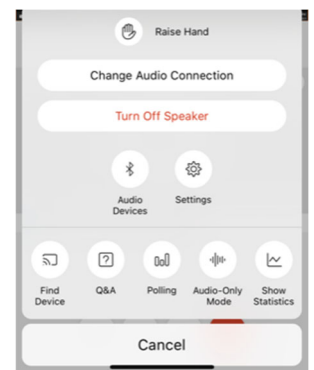 Raise Hand
Change Audio Connection
Turn Off Speaker
Audio
Devices
Settings
Find
Device
Q&A
Polling
Audio-Only
Mode
Show
Statistics
Cancel